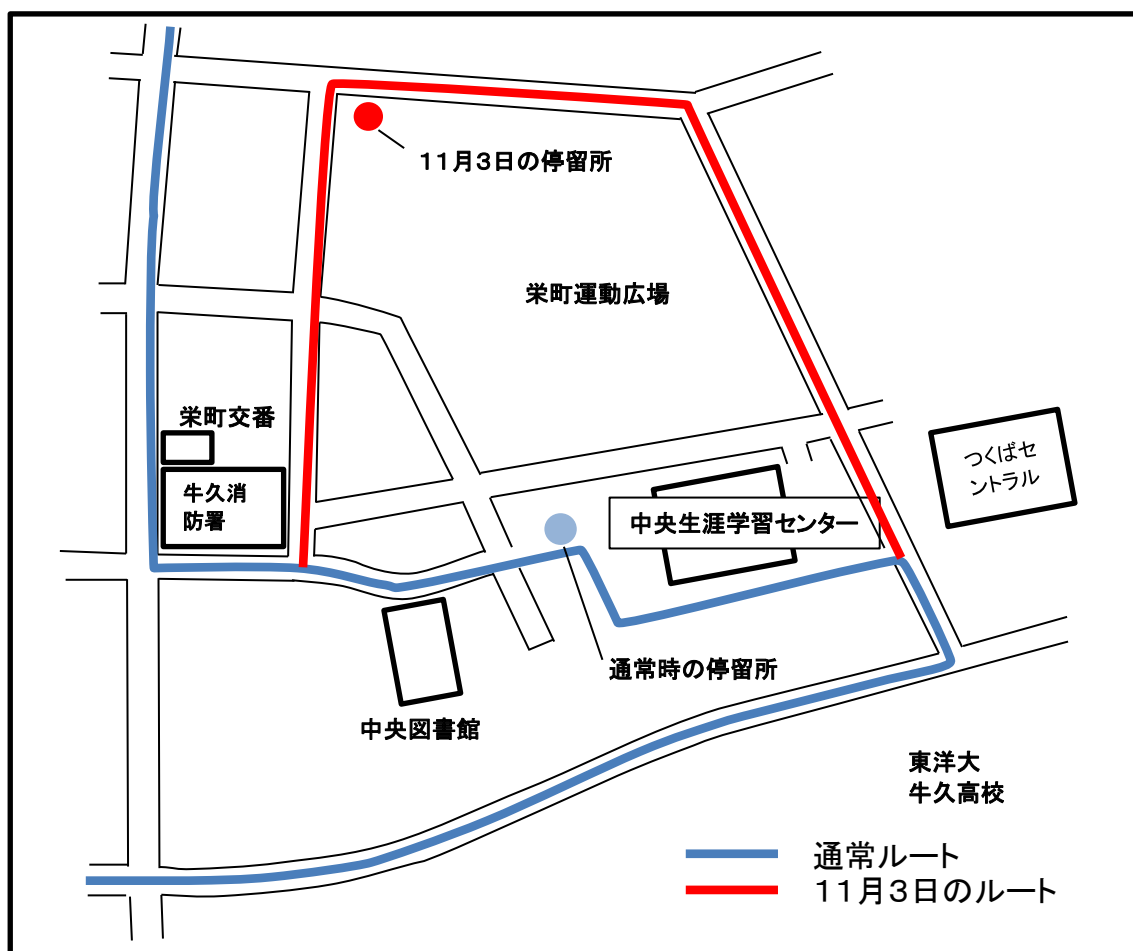 11月3日の停留所
栄町運動広場
栄町交番
牛久消
防署
つくばセ
ントラル
中央生涯学習センター
通常時の停留所
中央図書館
東洋大
牛久高校
通常ルート
11月3日のルート